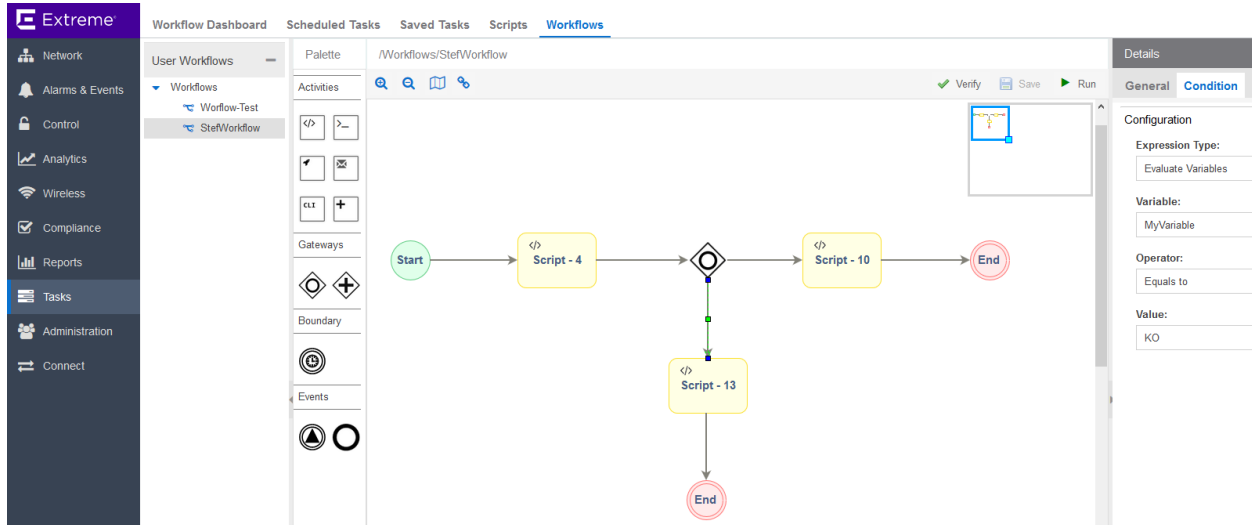 Extreme
Workflow Dashboard Scheduled Tasks Saved Tasks Scripts Workflows
Network
Alarms & Events
Control
Analytics
Wireless
Compliance
Reports
Tasks
Administration
Connect
User Workflows
Workflows
Worflow-Test
StefWorkflow
Palette
Activities
</>
>_
CLI
Gateways
Boundary
Events
/Workflows/StefWorkflow
Verify Save Run
Start
</>
Script - 4
</>
Script - 10
End
</>
Script - 13
End
Details
General Condition
Configuration
Expression Type:
Evaluate Variables
Variable:
MyVariable
Operator:
Equals to
Value:
KO